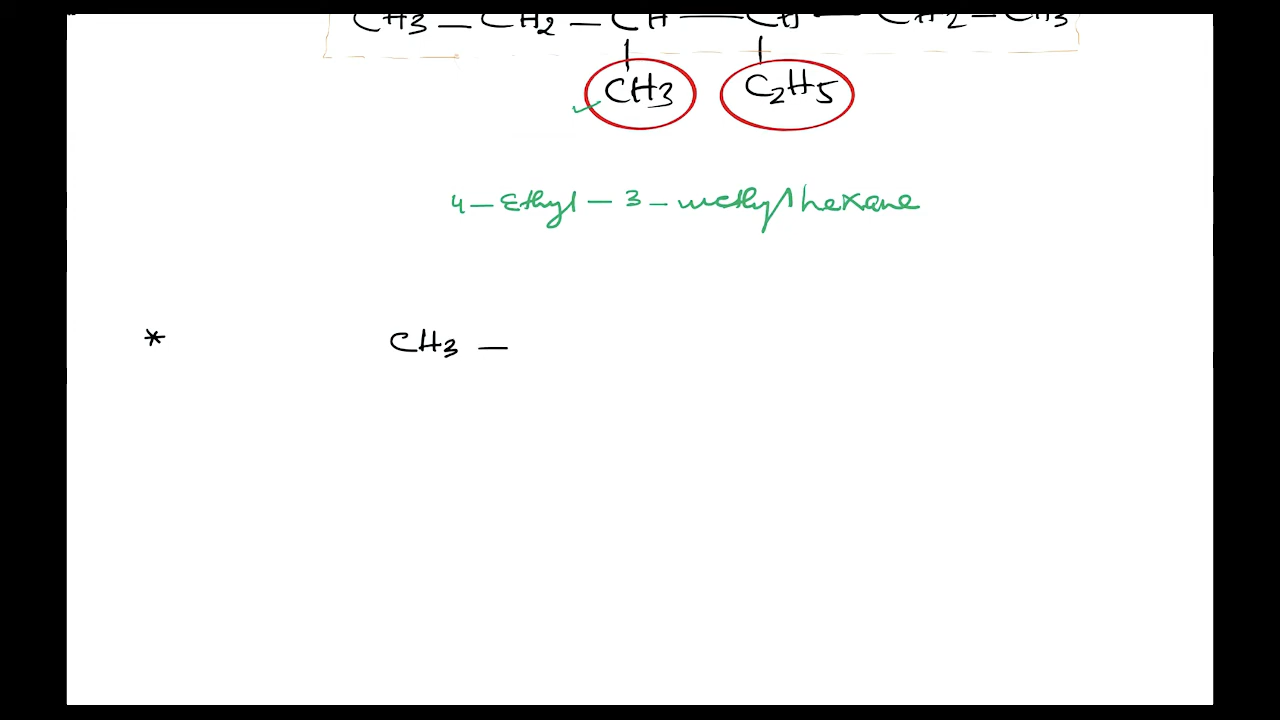 CH3 — CH2 — CH — CH — CH2 — CH3
CH3 C2H5
4 – Ethyl – 3 – methylhexane
* CH3 —